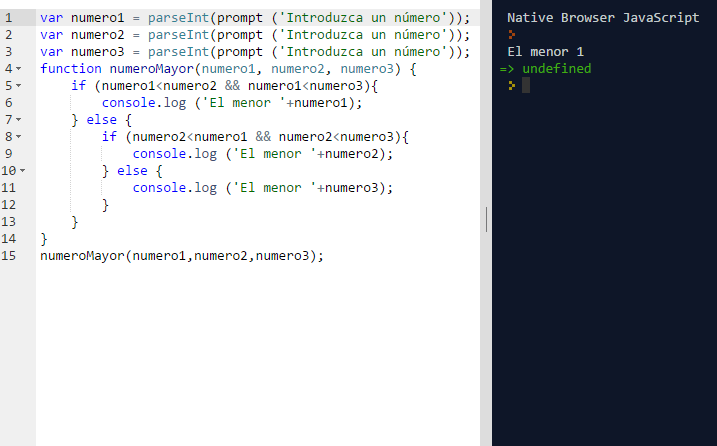 1 var numero1 = parseInt(prompt ('Introduzca un número'));
2 var numero2 = parseInt(prompt ('Introduzca un número'));
3 var numero3 = parseInt(prompt ('Introduzca un número'));
4 function numeroMayor(numero1, numero2, numero3) {
5 if (numero1<numero2 && numero1<numero3){
6 console.log ('El menor '+numero1);
7 } else {
8 if (numero2<numero1 && numero2<numero3){
9 console.log ('El menor '+numero2);
10 } else {
11 console.log ('El menor '+numero3);
12 }
13 }
14 }
15 numeroMayor(numero1,numero2,numero3);
Native Browser JavaScript
>
El menor 1
=> undefined
>